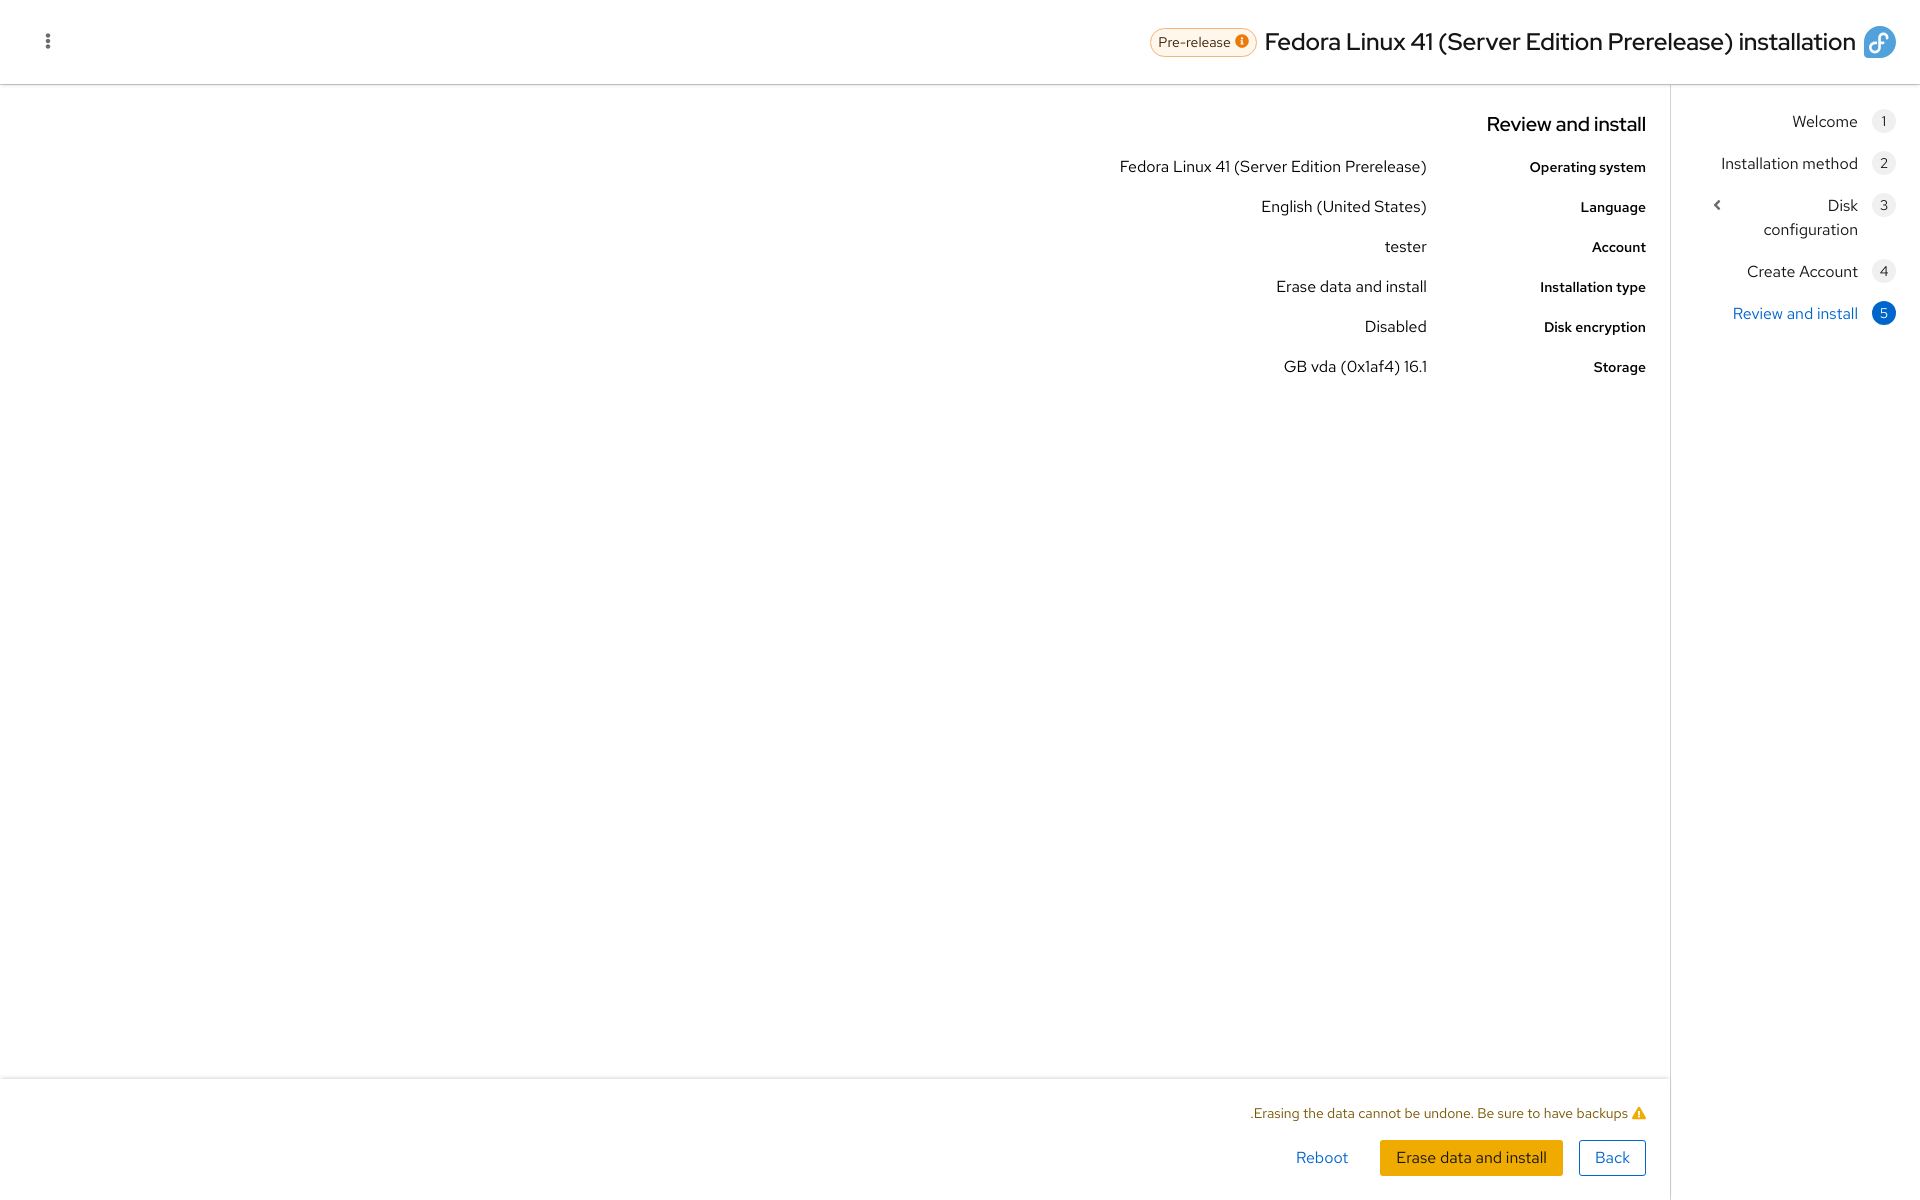 Fedora Linux 41 (Server Edition Prerelease) installation
Pre-release
1 Welcome
2 Installation method
3 Disk
configuration
4 Create Account
5 Review and install
Review and install
Operating system Fedora Linux 41 (Server Edition Prerelease)
Language English (United States)
Account tester
Installation type Erase data and install
Disk encryption Disabled
Storage GB vda (0x1af4) 16.1
.Erasing the data cannot be undone. Be sure to have backups
Back Erase data and install Reboot